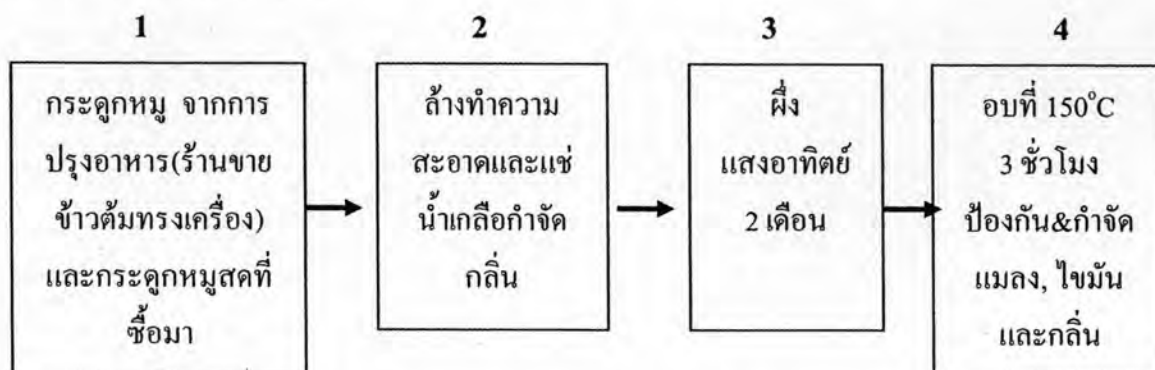 1
2
3
4
กระดูกหมู จากการ
ปรุงอาหาร(ร้านขาย
ข้าวต้มทรงเครื่อง)
และกระดูกหมูสดที่
ซื้อมา
ล้างทำความ
สะอาดและแช่
น้ำเกลือกำจัด
กลิ่น
ผึ่ง
แสงอาทิตย์
2 เดือน
อบที่ 150°C
3 ชั่วโมง
ป้องกัน&กำจัด
แมลง, ไขมัน
และกลิ่น